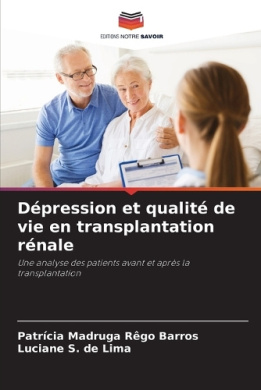 EDITIONS NOTRE SAVOIR
Dépression et qualité de
vie en transplantation
rénale
Une analyse des patients avant et après la
transplantation
Patrícia Madruga Rêgo Barros
Luciane S. de Lima